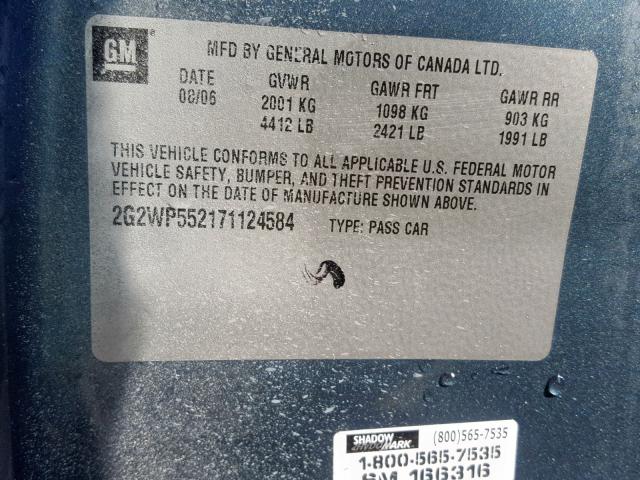 GM
MFD BY GENERAL MOTORS OF CANADA LTD.
DATE GVWR GAWR FRT GAWR RR
08/06 2001 KG 1098 KG 903 KG
4412 LB 2421 LB 1991 LB
THIS VEHICLE CONFORMS TO ALL APPLICABLE U.S. FEDERAL MOTOR
VEHICLE SAFETY, BUMPER, AND THEFT PREVENTION STANDARDS IN
EFFECT ON THE DATE OF MANUFACTURE SHOWN ABOVE.
2G2WP552171124584 TYPE: PASS CAR
SHADOW MARK (800)565-7535
1-800-565-7535
GM 166316